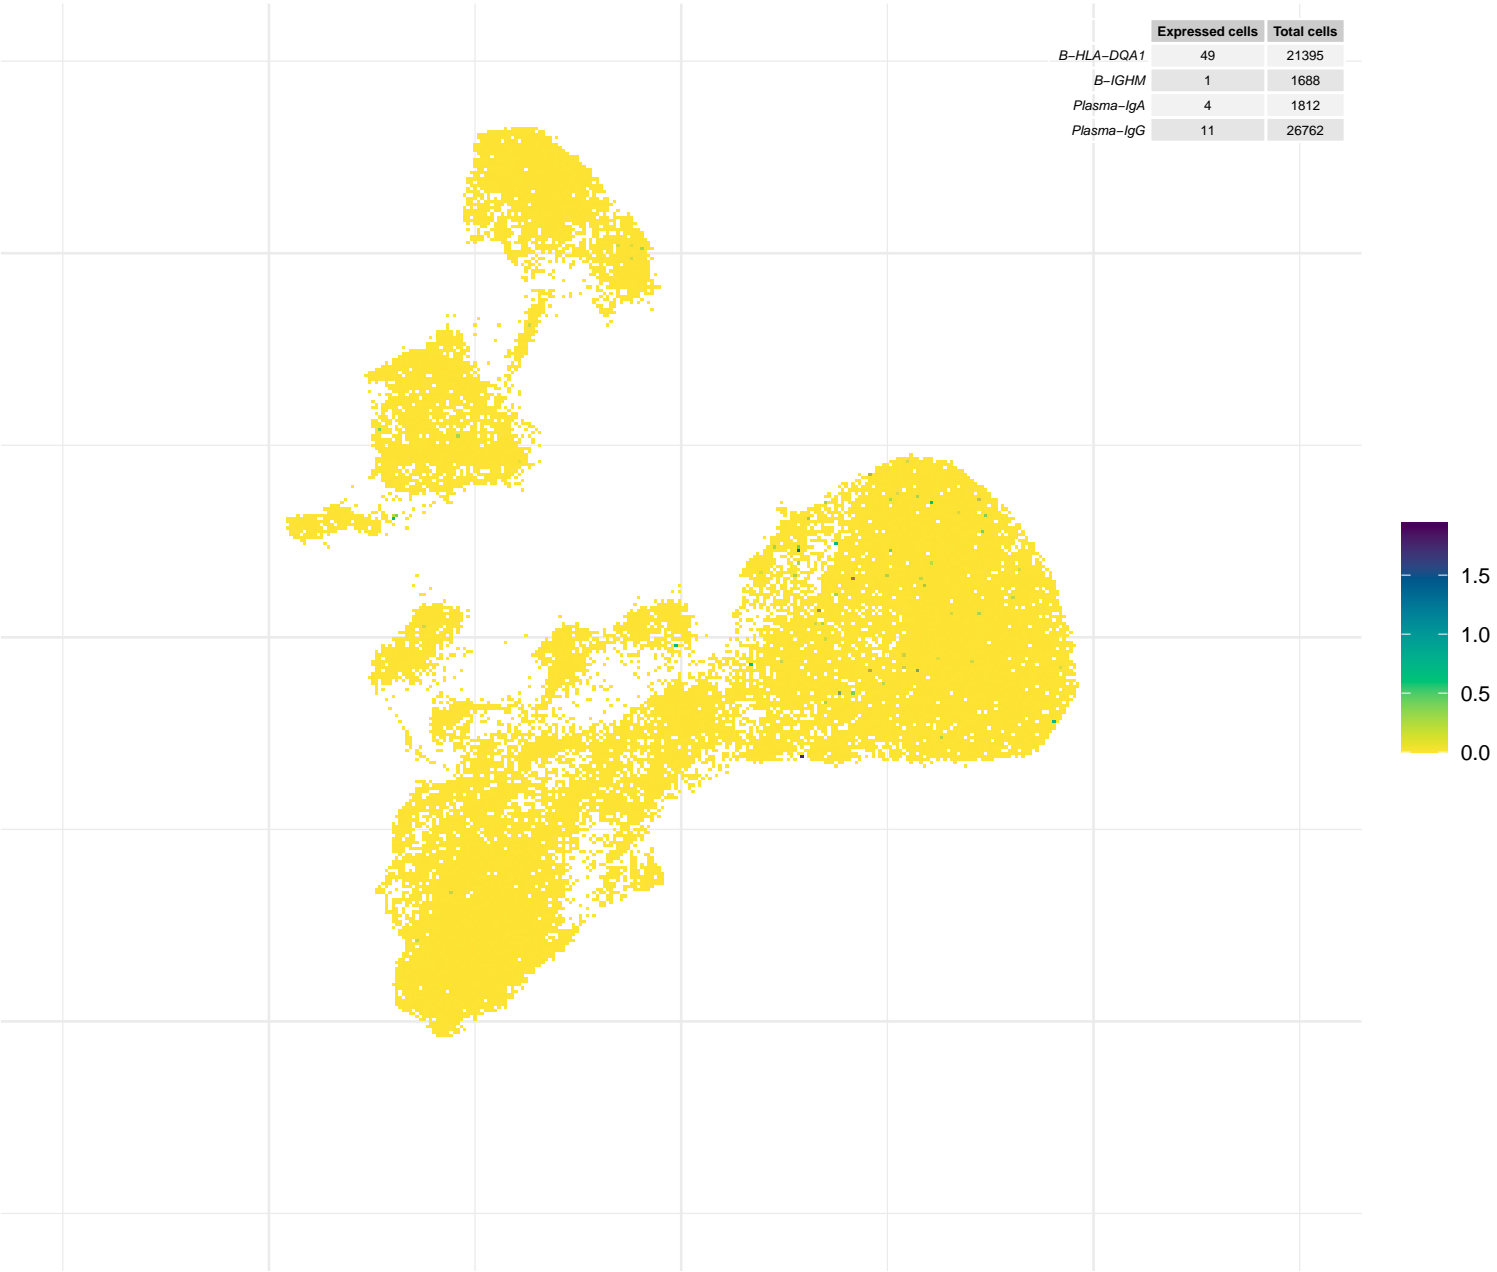 Expressed cells Total cells
B−HLA−DQA1 49 21395
B−IGHM 1 1688
Plasma−IgA 4 1812
Plasma−IgG 11 26762
1.5
1.0
0.5
0.0